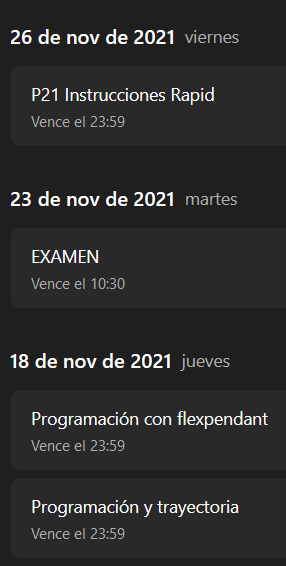 26 de nov de 2021 viernes
P21 Instrucciones Rapid
Vence el 23:59
23 de nov de 2021 martes
EXAMEN
Vence el 10:30
18 de nov de 2021 jueves
Programación con flexpendant
Vence el 23:59
Programación y trayectoria
Vence el 23:59